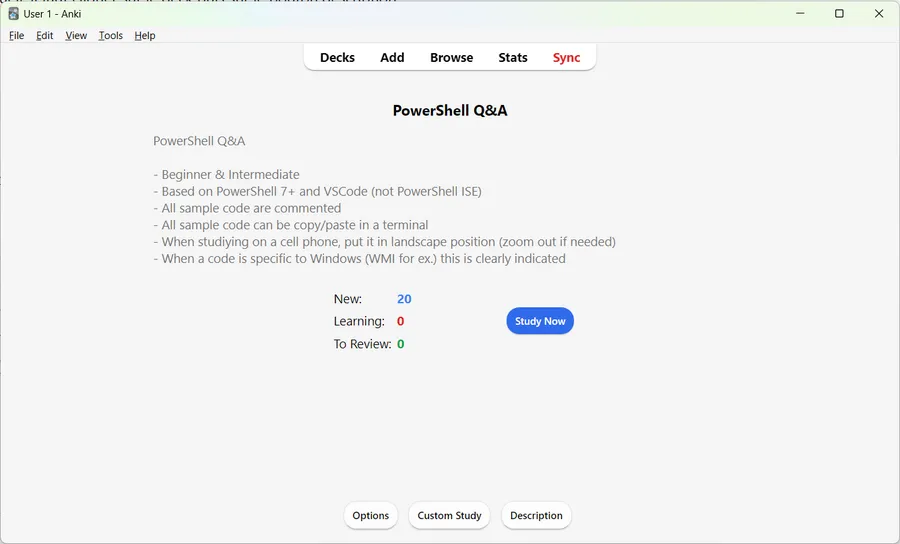 User 1 - Anki
File Edit View Tools Help
Decks Add Browse Stats Sync
PowerShell Q&A
PowerShell Q&A
- Beginner & Intermediate
- Based on PowerShell 7+ and VSCode (not PowerShell ISE)
- All sample code are commented
- All sample code can be copy/paste in a terminal
- When studiying on a cell phone, put it in landscape position (zoom out if needed)
- When a code is specific to Windows (WMI for ex.) this is clearly indicated
New: 20
Learning: 0
Study Now
To Review: 0
Options Custom Study Description